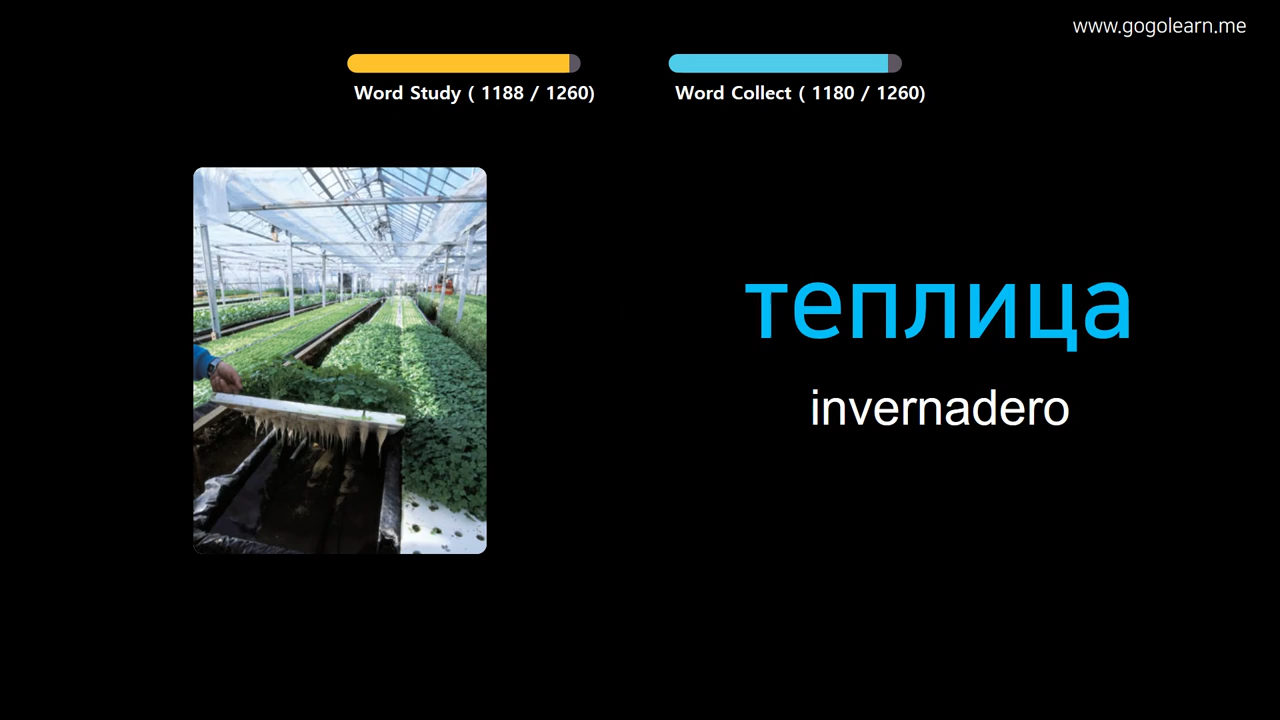 www.gogolearn.me
Word Study ( 1188 / 1260)
Word Collect ( 1180 / 1260)
теплица
invernadero